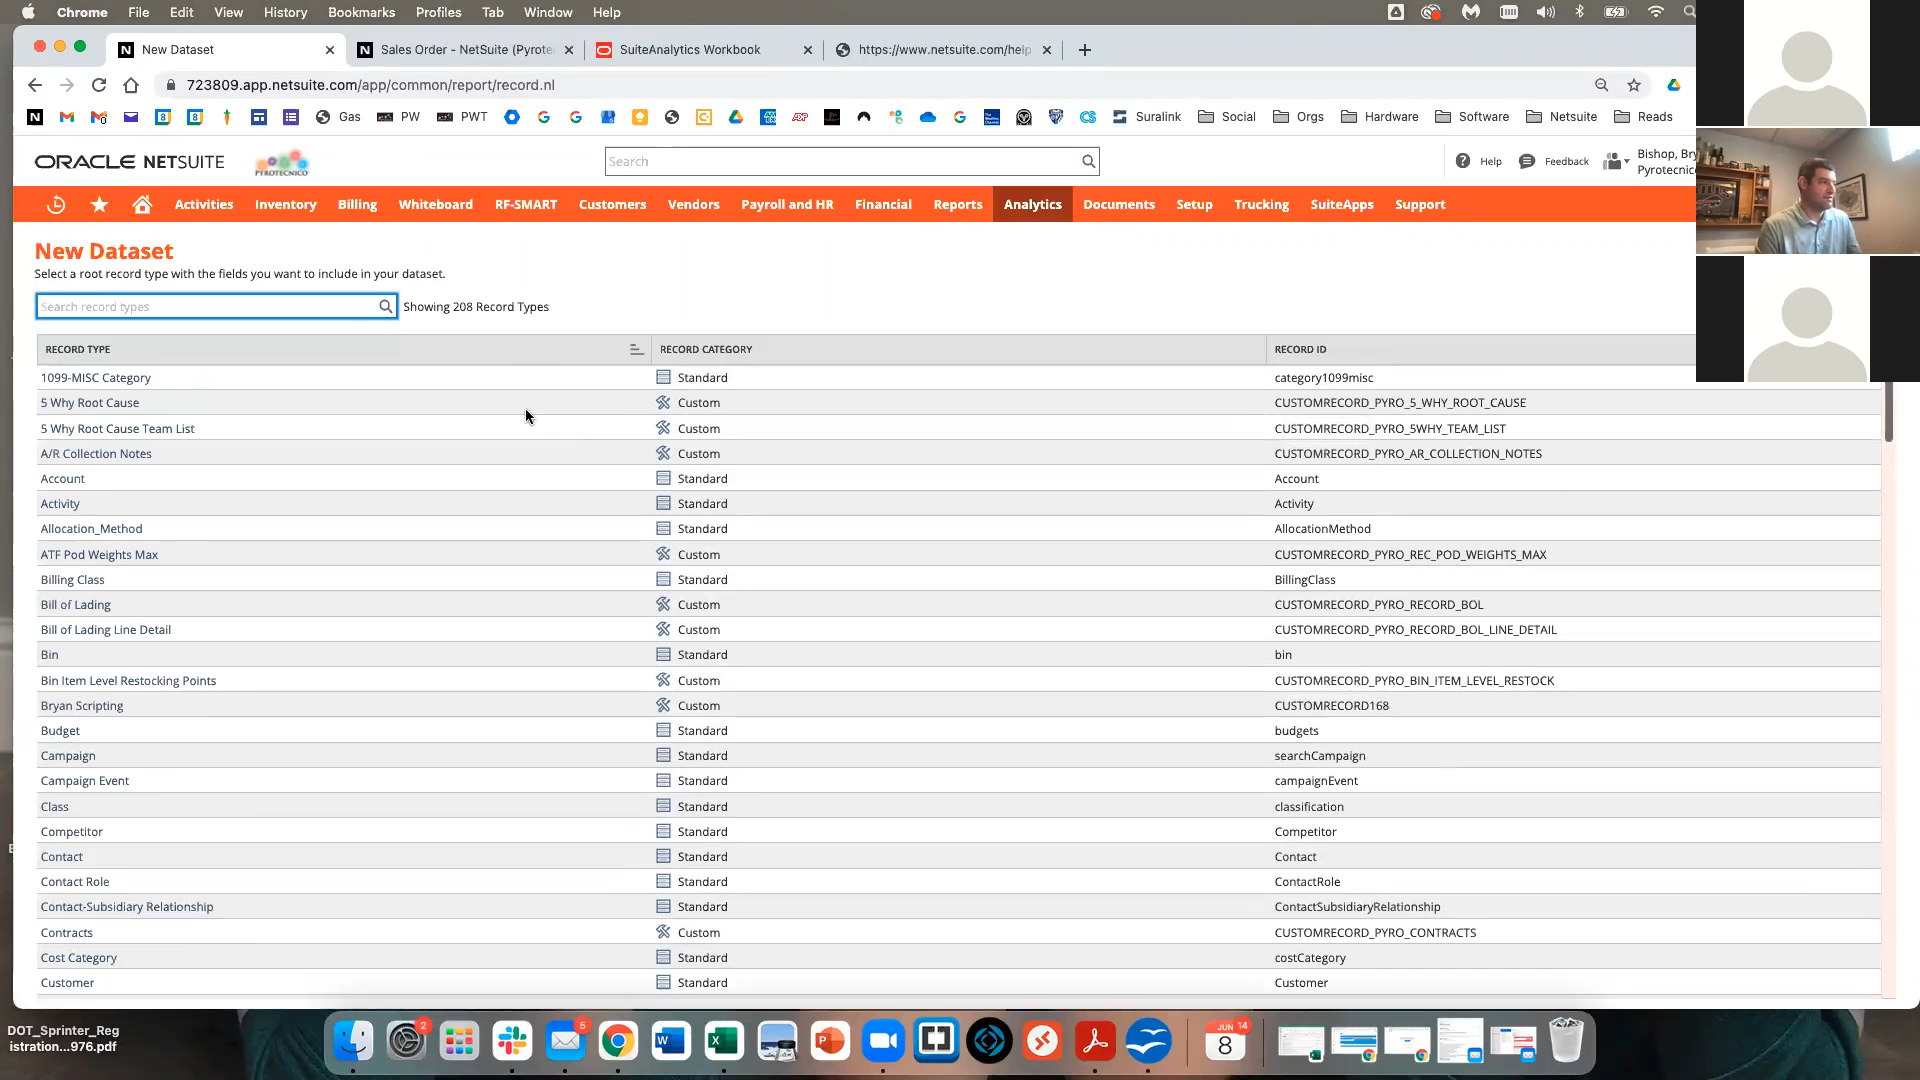 Chrome File Edit View History Bookmarks Profiles Tab Window Help
New Dataset
Sales Order - NetSuite (Pyrote
SuiteAnalytics Workbook
https://www.netsuite.com/help
723809.app.netsuite.com/app/common/report/record.nl
Gas PW PWT Suralink Social Orgs Hardware Software Netsuite Reads
ORACLE NETSUITE
PYROTECNICO
Search
Help Feedback
Bishop, Bry
Pyrotecnic
Activities Inventory Billing Whiteboard RF-SMART Customers Vendors Payroll and HR Financial Reports Analytics Documents Setup Trucking SuiteApps Support
New Dataset
Select a root record type with the fields you want to include in your dataset.
Search record types
Showing 208 Record Types
RECORD TYPE RECORD CATEGORY RECORD ID
1099-MISC Category Standard category1099misc
5 Why Root Cause Custom CUSTOMRECORD_PYRO_5_WHY_ROOT_CAUSE
5 Why Root Cause Team List Custom CUSTOMRECORD_PYRO_5WHY_TEAM_LIST
A/R Collection Notes Custom CUSTOMRECORD_PYRO_AR_COLLECTION_NOTES
Account Standard Account
Activity Standard Activity
Allocation_Method Standard AllocationMethod
ATF Pod Weights Max Custom CUSTOMRECORD_PYRO_REC_POD_WEIGHTS_MAX
Billing Class Standard BillingClass
Bill of Lading Custom CUSTOMRECORD_PYRO_RECORD_BOL
Bill of Lading Line Detail Custom CUSTOMRECORD_PYRO_RECORD_BOL_LINE_DETAIL
Bin Standard bin
Bin Item Level Restocking Points Custom CUSTOMRECORD_PYRO_BIN_ITEM_LEVEL_RESTOCK
Bryan Scripting Custom CUSTOMRECORD168
Budget Standard budgets
Campaign Standard searchCampaign
Campaign Event Standard campaignEvent
Class Standard classification
Competitor Standard Competitor
Contact Standard Contact
Contact Role Standard ContactRole
Contact-Subsidiary Relationship Standard ContactSubsidiaryRelationship
Contracts Custom CUSTOMRECORD_PYRO_CONTRACTS
Cost Category Standard costCategory
Customer Standard Customer
DOT_Sprinter_Reg
istration...976.pdf
2
5
JUN 14
8